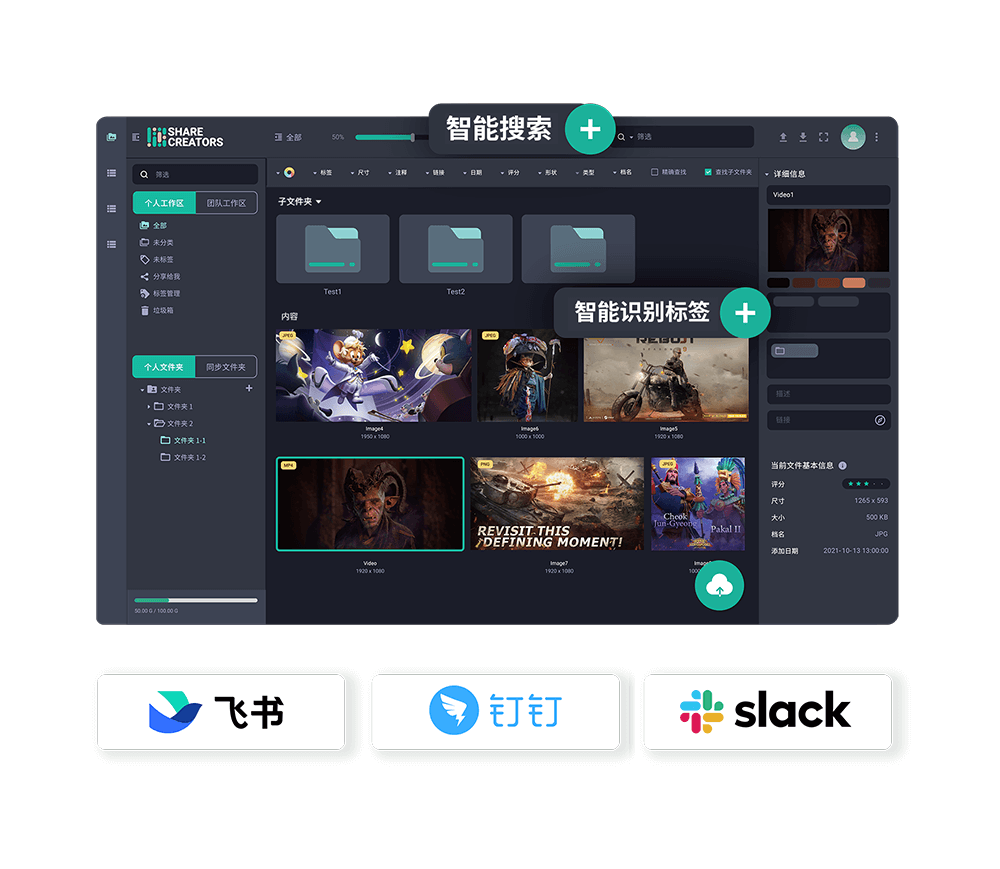 智能搜索
SHARE
CREATORS
全部
50%
筛选
筛选
标签
尺寸
注释
链接
日期
评分
形状
类型
档名
精确查找
查找子文件夹
个人工作区
团队工作区
全部
未分类
未标签
分享给我
标签管理
垃圾箱
个人文件夹
同步文件夹
文件夹
文件夹 1
文件夹 2
文件夹 1-1
文件夹 1-2
50.00 G / 100.00 G
子文件夹
Test1
Test2
智能识别标签
内容
JPEG
JPEG
REBOOT
Image4
1950 x 1080
Image6
1000 x 1000
Image5
1920 x 1080
MP4
PNG
JPEG
REVISIT THIS
DEFINING MOMENT!
Cheok
Jun-Gyeong
Pakal II
Video
1920 x 1080
Image7
1920 x 1080
详细信息
Video1
描述
链接
当前文件基本信息
评分
尺寸
1265 x 593
大小
500 KB
档名
JPG
添加日期
2021-10-13 13:00:00
飞书
钉钉
slack